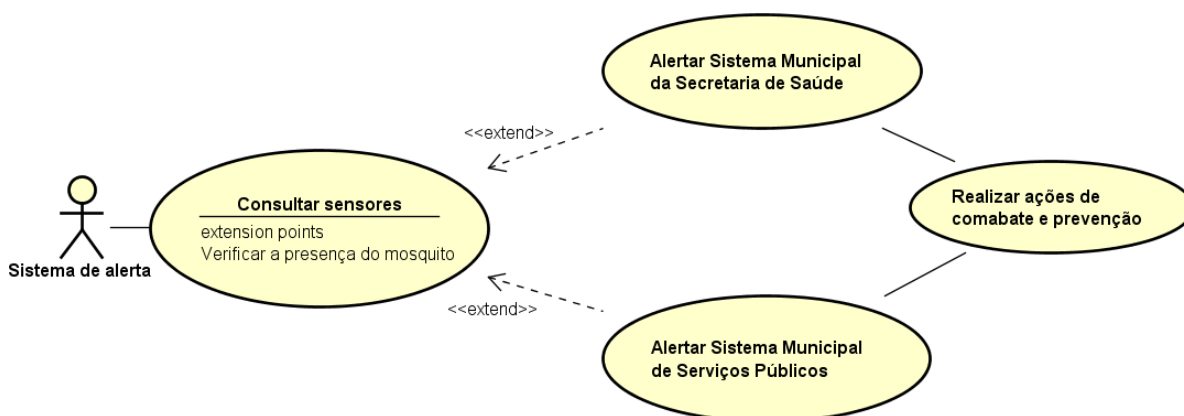 Alertar Sistema Municipal
da Secretaria de Saúde
<<extend>>
Consultar sensores
extension points
Verificar a presença do mosquito
Sistema de alerta
Realizar ações de
comabate e prevenção
<<extend>>
Alertar Sistema Municipal
de Serviços Públicos